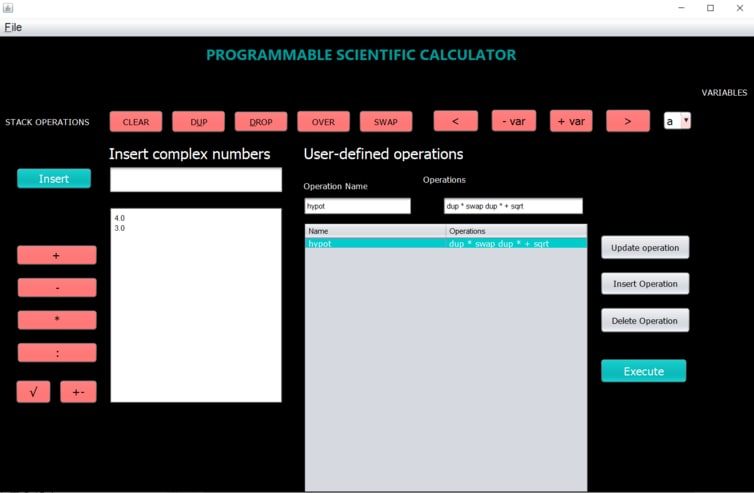 File
PROGRAMMABLE SCIENTIFIC CALCULATOR
VARIABLES
STACK OPERATIONS CLEAR DUP DROP OVER SWAP < - var + var > a
Insert complex numbers User-defined operations
Insert
Operation Name Operations
hypot dup * swap dup * + sqrt
4.0
3.0
Name Operations
hypot dup * swap dup * + sqrt
Update operation
+
Insert Operation
-
Delete Operation
*
:
Execute
√ +-